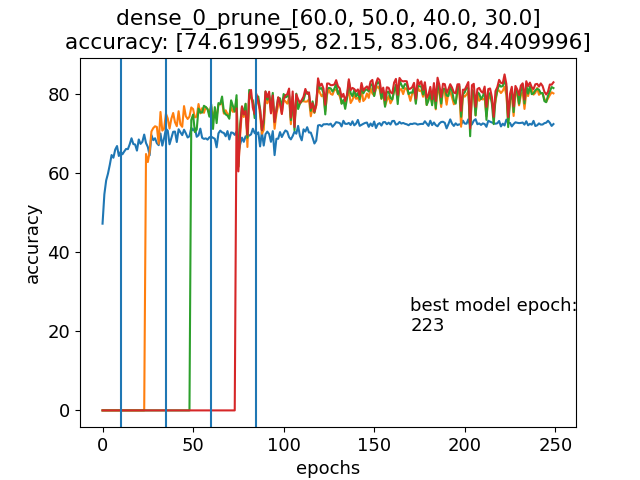 dense_0_prune_[60.0, 50.0, 40.0, 30.0]
accuracy: [74.619995, 82.15, 83.06, 84.409996]
80
60
40
20
0
accuracy
best model epoch:
223
0 50 100 150 200 250
epochs